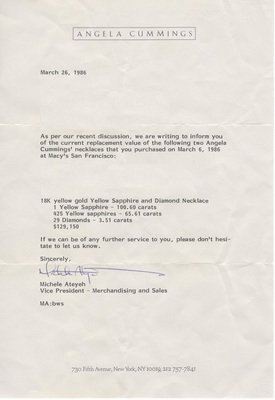 ANGELA CUMMINGS
March 26, 1986
As per our recent discussion, we are writing to inform you
of the current replacement value of the following two Angela
Cummings' necklaces that you purchased on March 6, 1986
at Macy's San Francisco:
18K yellow gold Yellow Sapphire and Diamond Necklace
1 Yellow Sapphire - 100.60 carats
425 Yellow sapphires - 65.61 carats
29 Diamonds - 3.51 carats
$129,150
If we can be of any further service to you, please don't hesi-
tate to let us know.
Sincerely,
Michele Ateyeh
Vice President - Merchandising and Sales
MA:bws
730 Fifth Avenue, New York, NY 10019, 212 757-7841